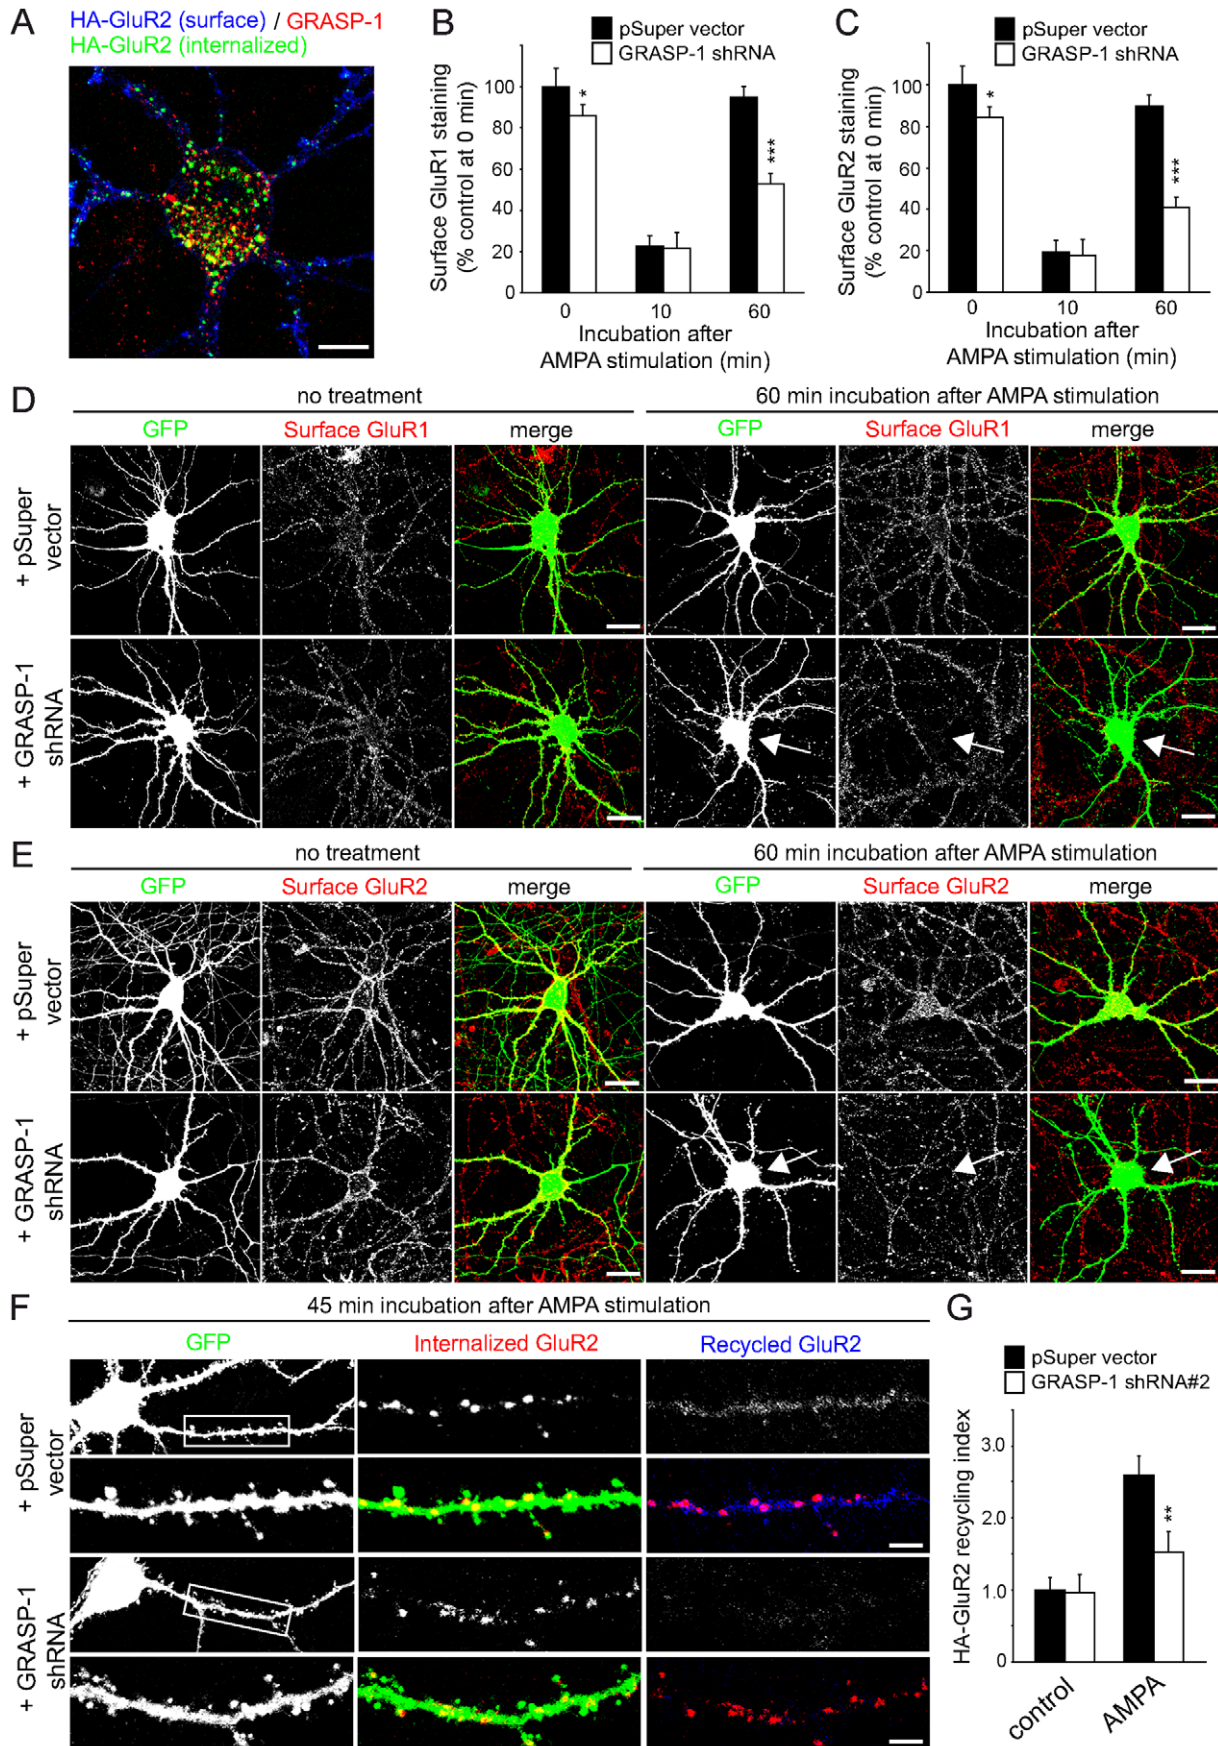 A
HA-GluR2 (surface) / GRASP-1
HA-GluR2 (internalized)
B
pSuper vector
GRASP-1 shRNA
Surface GluR1 staining
(% control at 0 min)
100
80
60
40
20
0
*
***
0 10 60
Incubation after
AMPA stimulation (min)
C
pSuper vector
GRASP-1 shRNA
Surface GluR2 staining
(% control at 0 min)
100
80
60
40
20
0
*
***
0 10 60
Incubation after
AMPA stimulation (min)
D
no treatment
60 min incubation after AMPA stimulation
GFP Surface GluR1 merge GFP Surface GluR1 merge
+ pSuper
vector
+ GRASP-1
shRNA
E
no treatment
60 min incubation after AMPA stimulation
GFP Surface GluR2 merge GFP Surface GluR2 merge
+ pSuper
vector
+ GRASP-1
shRNA
F
45 min incubation after AMPA stimulation
GFP Internalized GluR2 Recycled GluR2
+ pSuper
vector
+ GRASP-1
shRNA
G
pSuper vector
GRASP-1 shRNA#2
HA-GluR2 recycling index
3.0
2.0
1.0
0
**
control AMPA